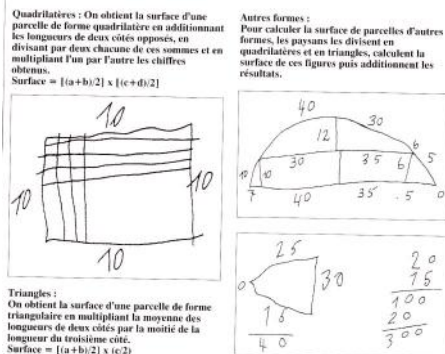 Quadrilatères : On obtient la surface d'une
parcelle de forme quadrilatère en additionnant
les longueurs de deux côtés opposés, en
divisant par deux chacune de ces sommes et en
multipliant l'un par l'autre les chiffres
obtenus.
Surface = [(a+b)/2] x [(c+d)/2]
10
10
10
10
Triangles :
On obtient la surface d'une parcelle de forme
triangulaire en multipliant la moyenne des
longueurs de deux côtés par la moitié de la
longueur du troisième côté.
Surface = [(a+b)/2] x (c/2)
Autres formes :
Pour calculer la surface de parcelles d'autres
formes, les paysans les divisent en
quadrilatères et en triangles, calculent la
surface de ces figures puis additionnent les
résultats.
40
30
12
6
30
35
6
5
10
10
7
40
35
.5
0
25
0
30
15
40
20
15
100
20
300